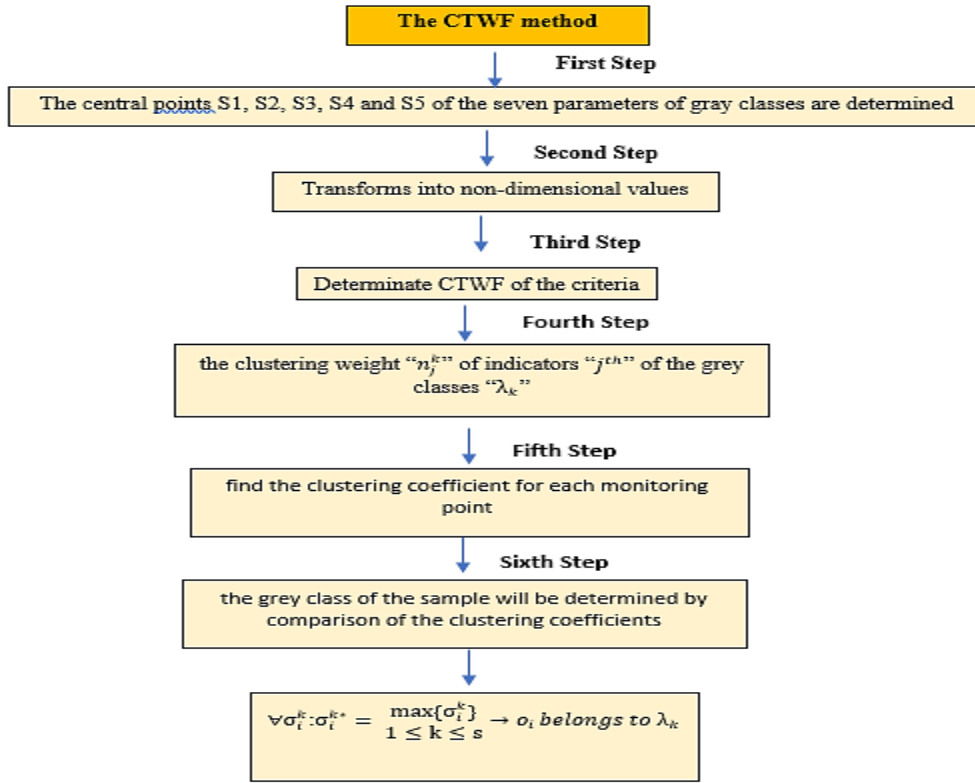 The CTWF method
First Step
The central points S1, S2, S3, S4 and S5 of the seven parameters of gray classes are determined
Second Step
Transforms into non-dimensional values
Third Step
Determinate CTWF of the criteria
Fourth Step
the clustering weight “n_j^k” of indicators “j^{th}” of the grey
classes “λ_k”
Fifth Step
find the clustering coefficient for each monitoring
point
Sixth Step
the grey class of the sample will be determined by
comparison of the clustering coefficients
∀σ_i^k:σ_i^{k*} = max{σ_i^k} → o_i belongs to λ_k
1 ≤ k ≤ s